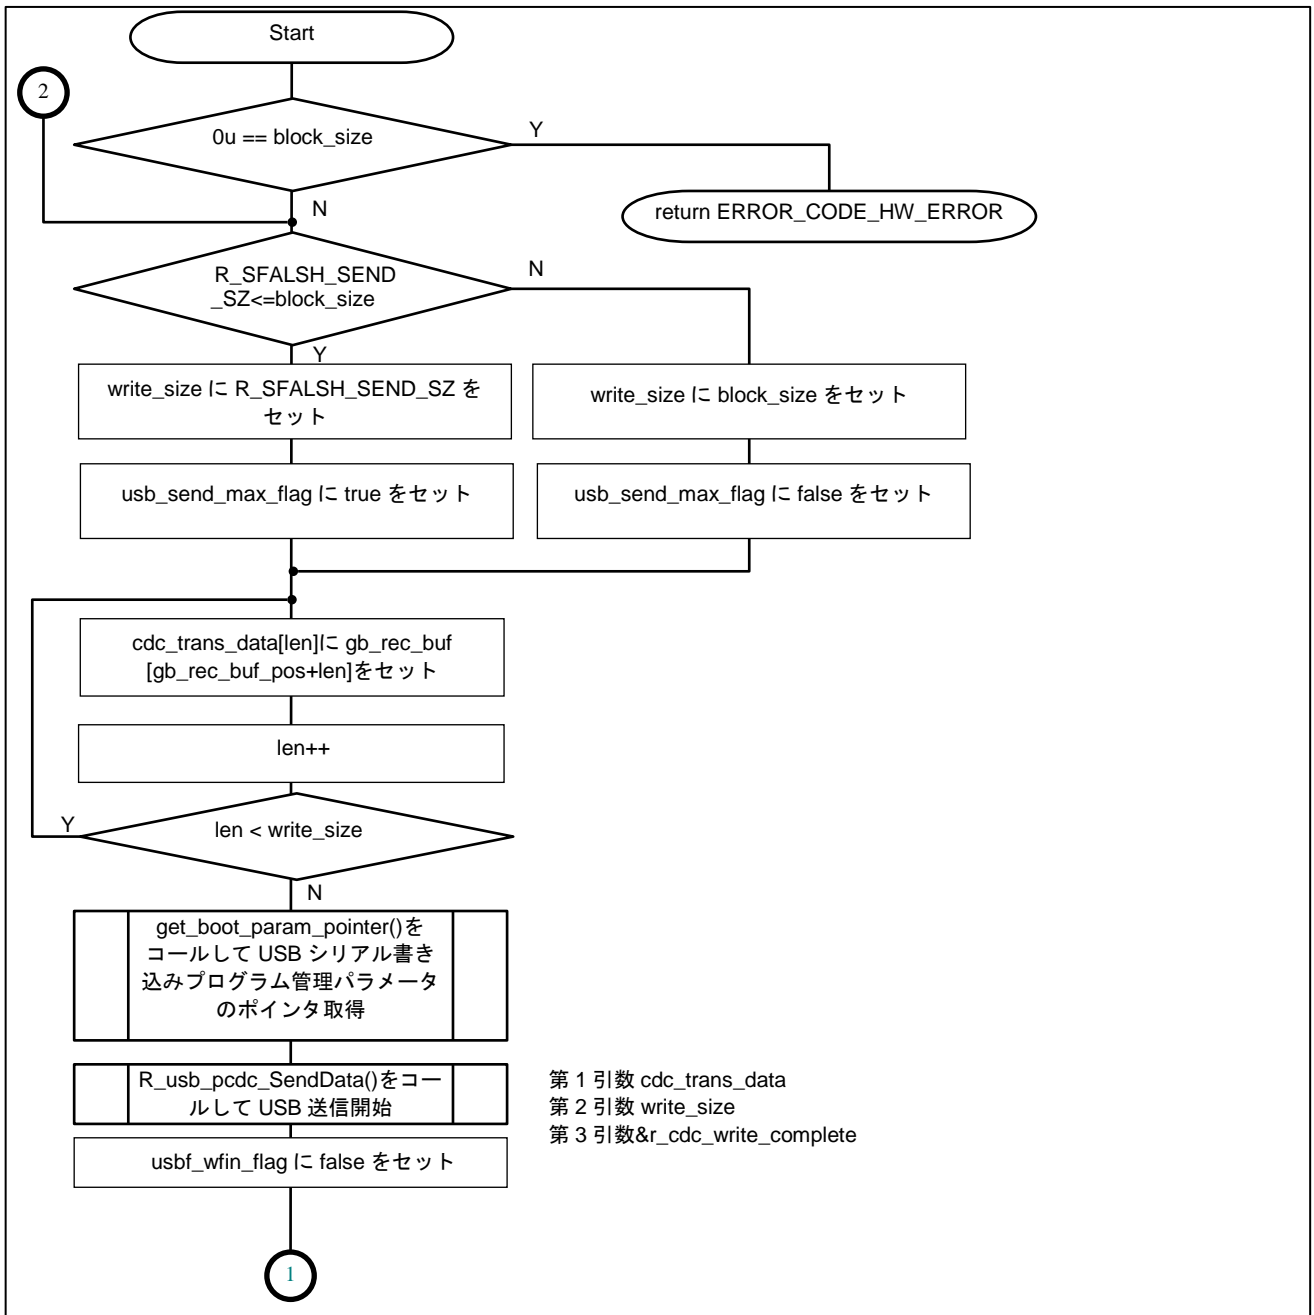 Start
2
0u == block_size
Y
N
return ERROR_CODE_HW_ERROR
R_SFALSH_SEND
_SZ<=block_size
N
Y
write_size に R_SFALSH_SEND_SZ を
セット
write_size に block_size をセット
usb_send_max_flag に true をセット
usb_send_max_flag に false をセット
cdc_trans_data[len]に gb_rec_buf
[gb_rec_buf_pos+len]をセット
len++
Y
len < write_size
N
get_boot_param_pointer()を
コールして USB シリアル書き
込みプログラム管理パラメータ
のポインタ取得
R_usb_pcdc_SendData()をコー
ルして USB 送信開始
第 1 引数 cdc_trans_data
第 2 引数 write_size
第 3 引数&r_cdc_write_complete
usbf_wfin_flag に false をセット
1